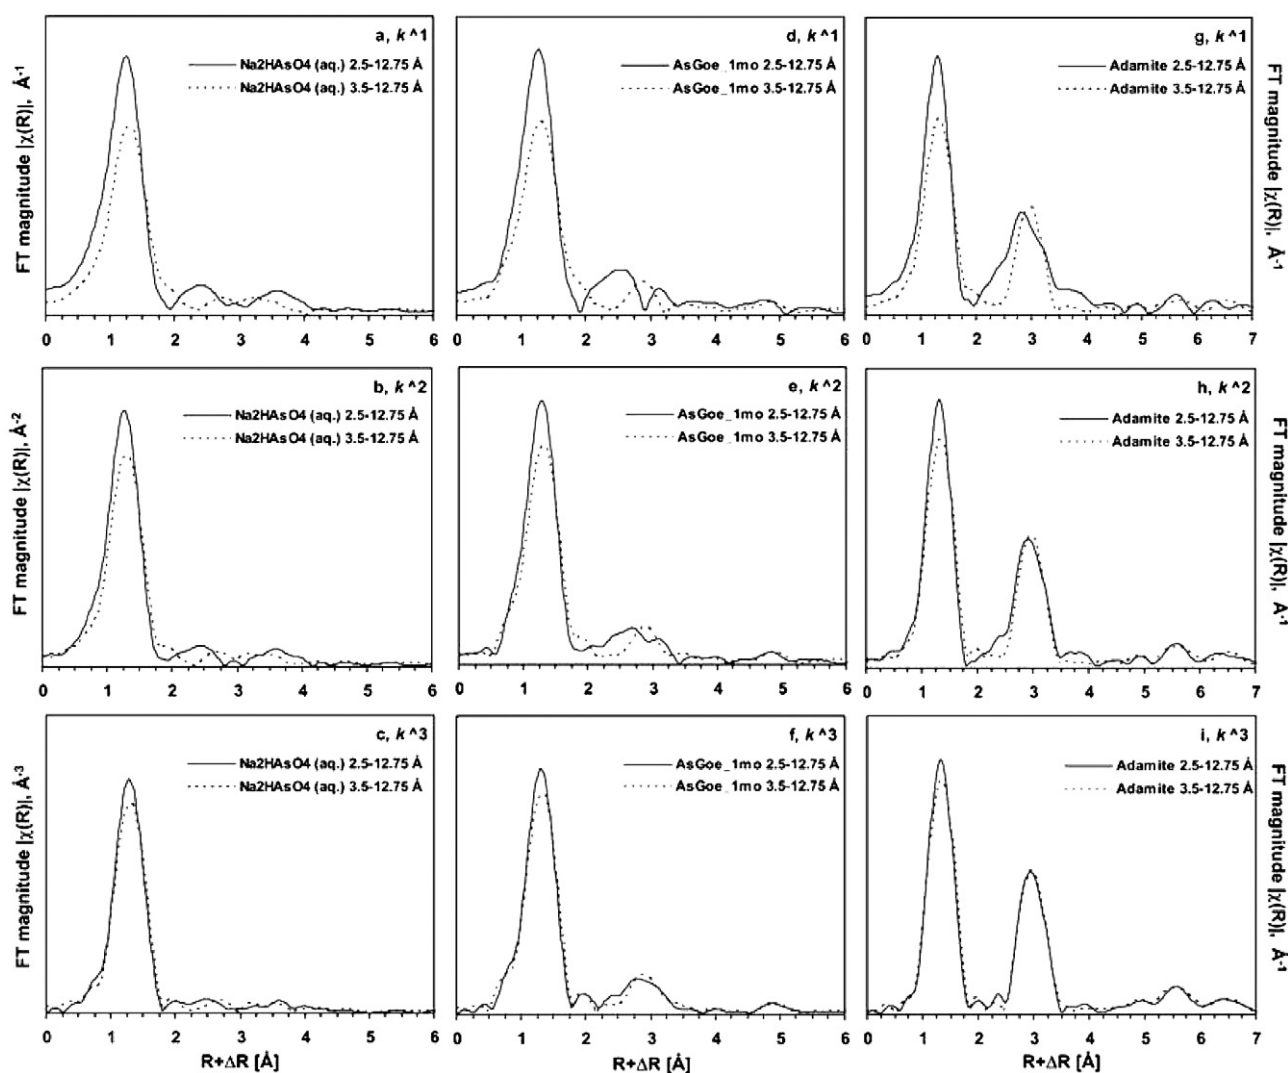 a, k^1
Na2HAsO4 (aq.) 2.5-12.75 Å
Na2HAsO4 (aq.) 3.5-12.75 Å
FT magnitude |χ(R)|, Å-1
0 1 2 3 4 5 6
d, k^1
AsGoe_1mo 2.5-12.75 Å
AsGoe_1mo 3.5-12.75 Å
0 1 2 3 4 5 6
g, k^1
Adamite 2.5-12.75 Å
Adamite 3.5-12.75 Å
FT magnitude |χ(R)|, Å-1
0 1 2 3 4 5 6 7
b, k^2
Na2HAsO4 (aq.) 2.5-12.75 Å
Na2HAsO4 (aq.) 3.5-12.75 Å
FT magnitude |χ(R)|, Å-2
0 1 2 3 4 5 6
e, k^2
AsGoe_1mo 2.5-12.75 Å
AsGoe_1mo 3.5-12.75 Å
0 1 2 3 4 5 6
h, k^2
Adamite 2.5-12.75 Å
Adamite 3.5-12.75 Å
FT magnitude |χ(R)|, Å-1
0 1 2 3 4 5 6 7
c, k^3
Na2HAsO4 (aq.) 2.5-12.75 Å
Na2HAsO4 (aq.) 3.5-12.75 Å
FT magnitude |χ(R)|, Å-3
0 1 2 3 4 5 6
R+ΔR [Å]
f, k^3
AsGoe_1mo 2.5-12.75 Å
AsGoe_1mo 3.5-12.75 Å
0 1 2 3 4 5 6
R+ΔR [Å]
i, k^3
Adamite 2.5-12.75 Å
Adamite 3.5-12.75 Å
FT magnitude |χ(R)|, Å-1
0 1 2 3 4 5 6 7
R+ΔR [Å]